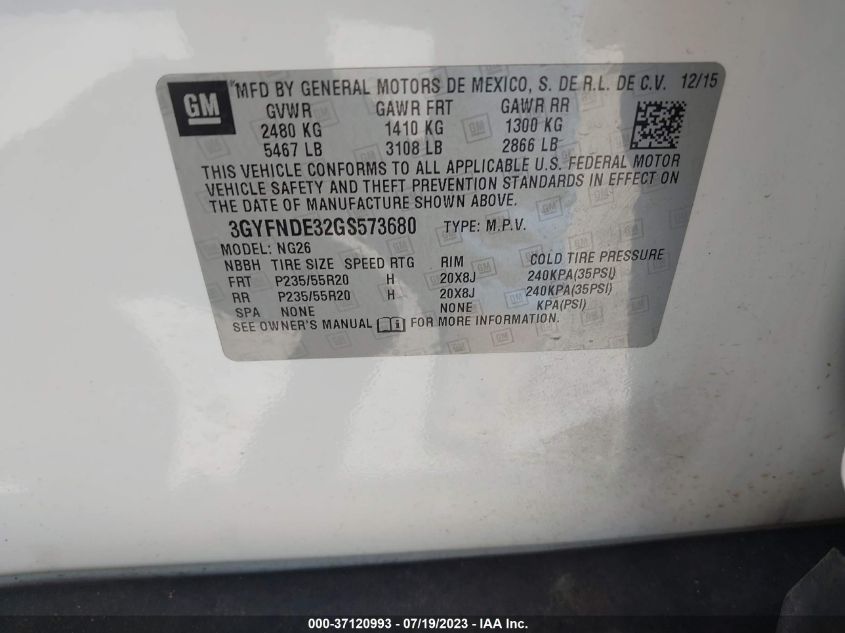 GM
MFD BY GENERAL MOTORS DE MEXICO, S. DE R.L. DE C.V. 12/15
GVWR GAWR FRT GAWR RR
2480 KG 1410 KG 1300 KG
5467 LB 3108 LB 2866 LB
THIS VEHICLE CONFORMS TO ALL APPLICABLE U.S. FEDERAL MOTOR
VEHICLE SAFETY AND THEFT PREVENTION STANDARDS IN EFFECT ON
THE DATE OF MANUFACTURE SHOWN ABOVE.
3GYFNDE32GS573680 TYPE: M.P.V.
MODEL: NG26
NBBH TIRE SIZE SPEED RTG RIM COLD TIRE PRESSURE
FRT P235/55R20 H 20X8J 240KPA(35PSI)
RR P235/55R20 H 20X8J 240KPA(35PSI)
SPA NONE NONE KPA(PSI)
SEE OWNER'S MANUAL FOR MORE INFORMATION.
000-37120993 - 07/19/2023 - WWW.IAAI.COM